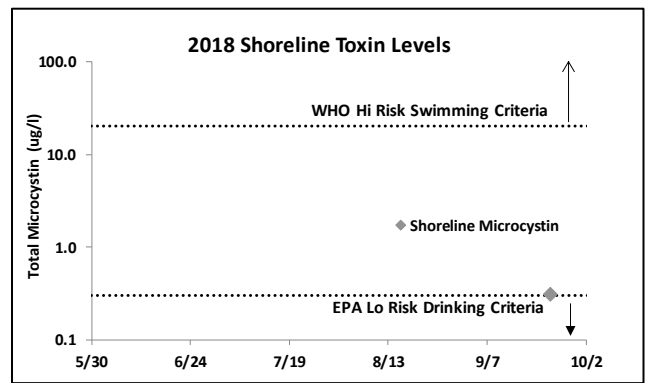 2018 Shoreline Toxin Levels
Total Microcystin (ug/l)
100.0
WHO Hi Risk Swimming Criteria
10.0
Shoreline Microcystin
1.0
EPA Lo Risk Drinking Criteria
0.1
5/30 6/24 7/19 8/13 9/7 10/2